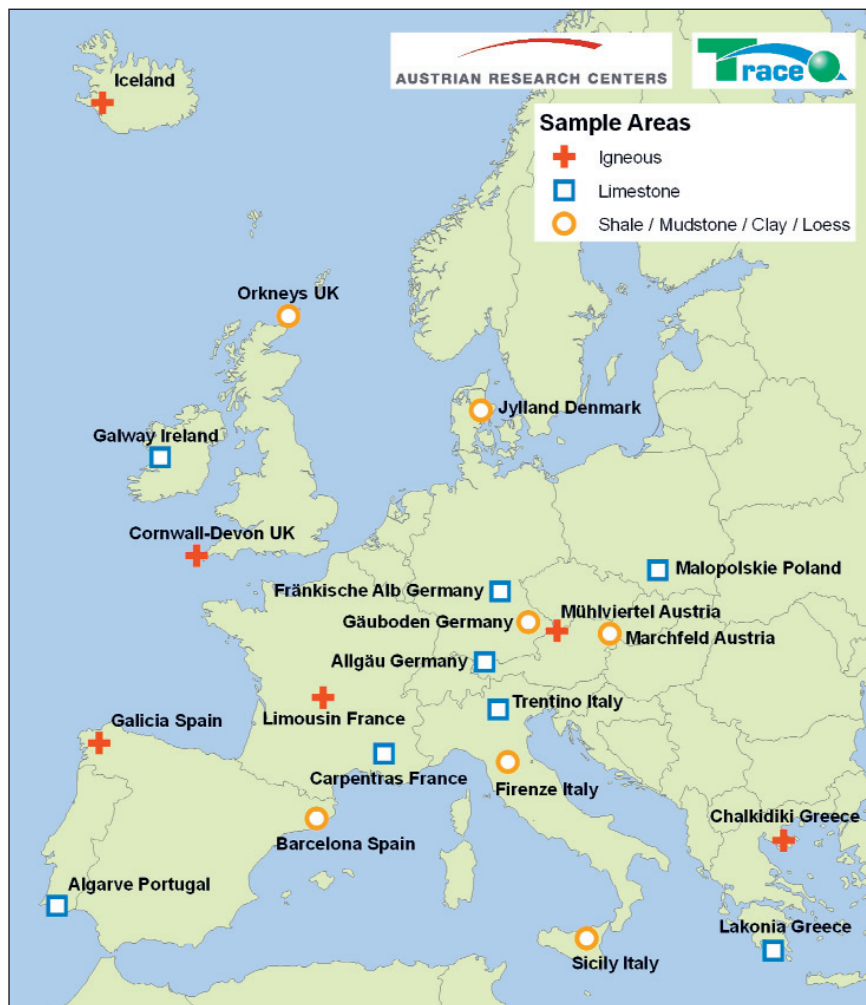 Iceland
AUSTRIAN RESEARCH CENTERS
Trace
Sample Areas
Igneous
Limestone
Shale / Mudstone / Clay / Loess
Orkneys UK
Jylland Denmark
Galway Ireland
Cornwall-Devon UK
Malopolskie Poland
Fränkische Alb Germany
Mühlviertel Austria
Gäuboden Germany
Marchfeld Austria
Allgäu Germany
Trentino Italy
Limousin France
Galicia Spain
Carpentras France
Firenze Italy
Chalkidiki Greece
Barcelona Spain
Algarve Portugal
Lakonia Greece
Sicily Italy